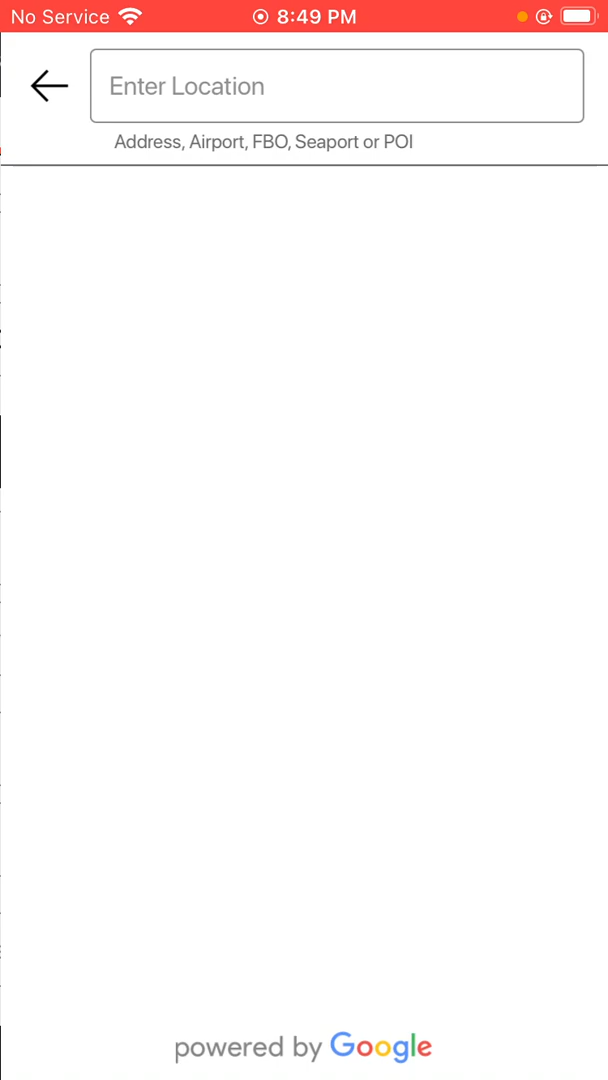 No Service 8:49 PM
Enter Location
Address, Airport, FBO, Seaport or POI
powered by Google